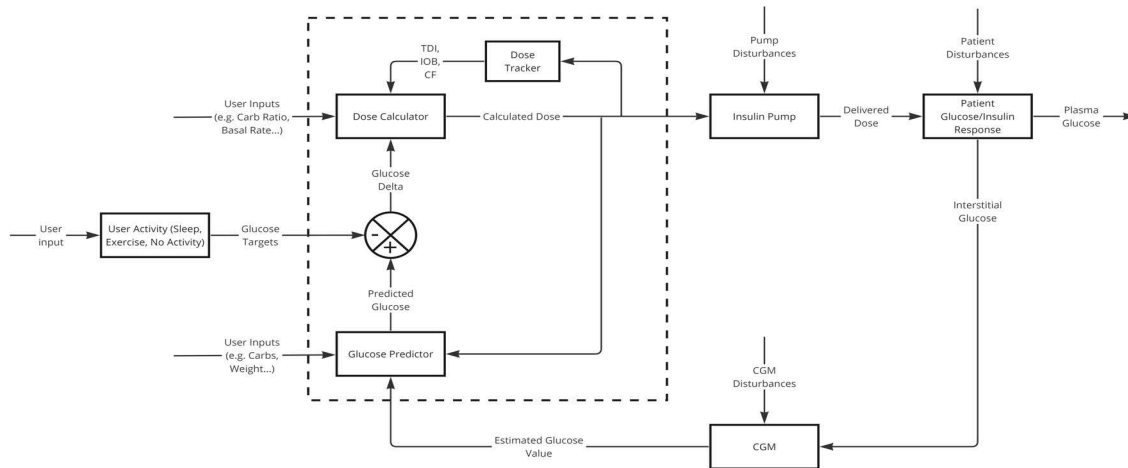 TDI,
IOB,
CF
Dose
Tracker
Pump
Disturbances
Patient
Disturbances
User Inputs
(e.g. Carb Ratio,
Basal Rate...)
Dose Calculator
Calculated Dose
Insulin Pump
Delivered
Dose
Patient
Glucose/Insulin
Response
Plasma
Glucose
Glucose
Delta
User
input
User Activity (Sleep,
Exercise, No Activity)
Glucose
Targets
-
+
Interstitial
Glucose
Predicted
Glucose
User Inputs
(e.g. Carbs,
Weight...)
Glucose Predictor
CGM
Disturbances
Estimated Glucose
Value
CGM